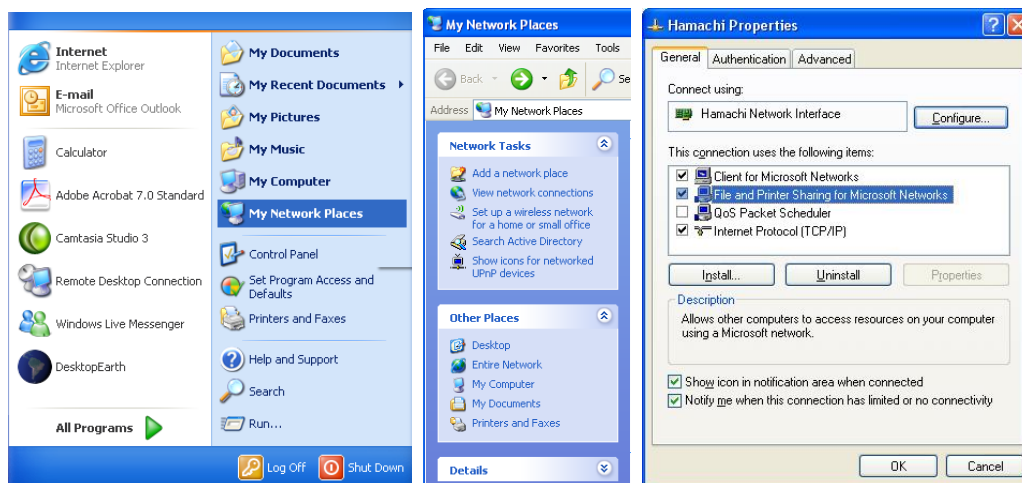 Internet
Internet Explorer
E-mail
Microsoft Office Outlook
Calculator
Adobe Acrobat 7.0 Standard
Camtasia Studio 3
Remote Desktop Connection
Windows Live Messenger
DesktopEarth
All Programs
My Documents
My Recent Documents
My Pictures
My Music
My Computer
My Network Places
Control Panel
Set Program Access and
Defaults
Printers and Faxes
Help and Support
Search
Run...
Log Off Shut Down
My Network Places
File Edit View Favorites Tools
Back Se
Address My Network Places
Network Tasks
Add a network place
View network connections
Set up a wireless network
for a home or small office
Search Active Directory
Show icons for networked
UPnP devices
Other Places
Desktop
Entire Network
My Computer
My Documents
Printers and Faxes
Details
Hamachi Properties
General Authentication Advanced
Connect using:
Hamachi Network Interface Configure...
This connection uses the following items:
Client for Microsoft Networks
File and Printer Sharing for Microsoft Networks
QoS Packet Scheduler
Internet Protocol (TCP/IP)
Install... Uninstall Properties
Description
Allows other computers to access resources on your computer
using a Microsoft network.
Show icon in notification area when connected
Notify me when this connection has limited or no connectivity
OK Cancel